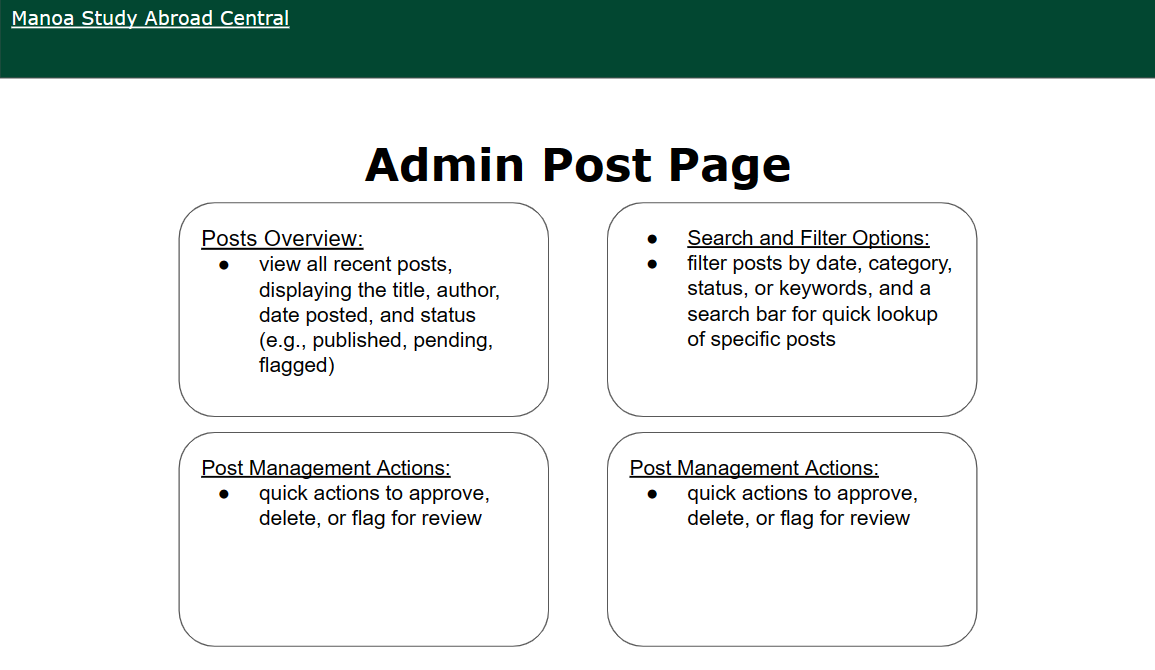 Manoa Study Abroad Central
Admin Post Page
Posts Overview:
● view all recent posts,
displaying the title, author,
date posted, and status
(e.g., published, pending,
flagged)
● Search and Filter Options:
● filter posts by date, category,
status, or keywords, and a
search bar for quick lookup
of specific posts
Post Management Actions:
● quick actions to approve,
delete, or flag for review
Post Management Actions:
● quick actions to approve,
delete, or flag for review